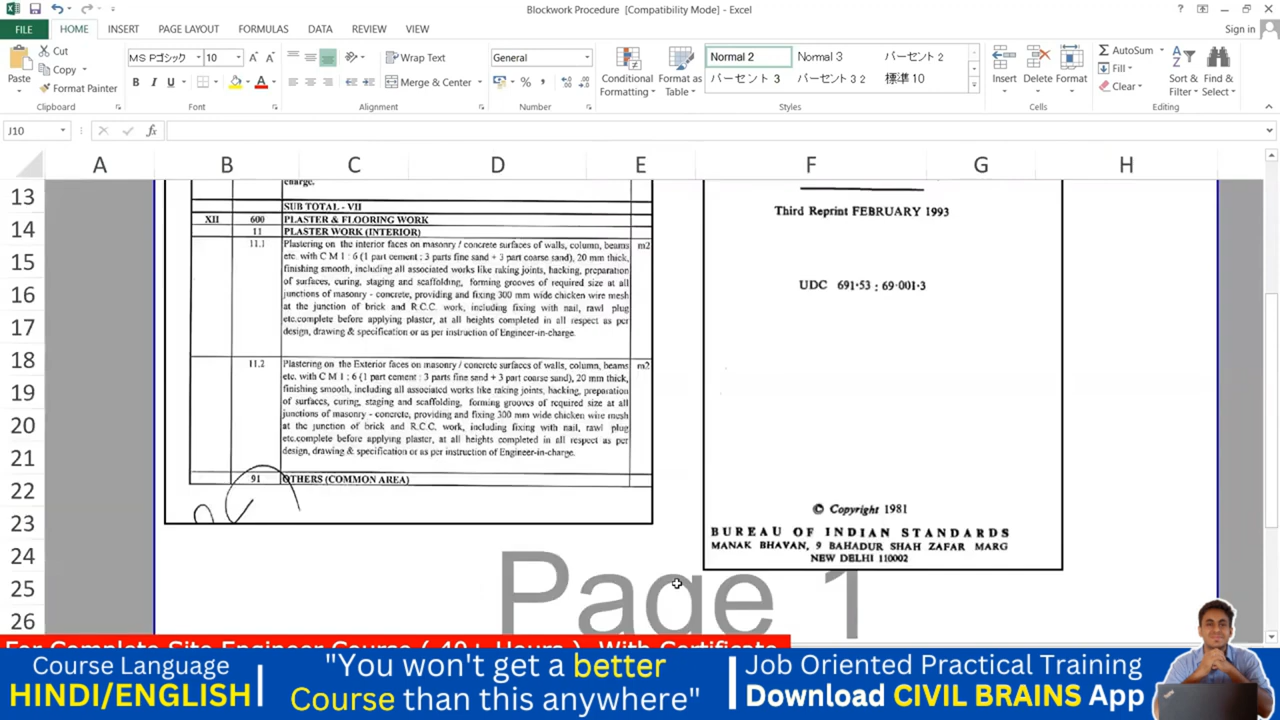 Blockwork Procedure [Compatibility Mode] - Excel
Sign in
FILE HOME INSERT PAGE LAYOUT FORMULAS DATA REVIEW VIEW
Cut
Copy
Format Painter
Paste
Clipboard
MS Pゴシック 10
B I U
A A
Font
Wrap Text
Merge & Center
Alignment
General
%
Number
Conditional Formatting
Format as Table
Normal 2 Normal 3 パーセント 2
パーセント 3 パーセント 3 2 標準 10
Styles
Insert Delete Format
Cells
AutoSum
Fill
Clear
Sort & Filter
Find & Select
Editing
J10
fx
A B C D E F G H
13
14
15
16
17
18
19
20
21
22
23
24
25
26
charge.
SUB TOTAL - VII
XII 600 PLASTER & FLOORING WORK
11 PLASTER WORK (INTERIOR)
11.1 Plastering on the interior faces on masonry / concrete surfaces of walls, column, beams m2
etc. with C M 1 : 6 (1 part cement : 3 parts fine sand + 3 part coarse sand), 20 mm thick,
finishing smooth, including all associated works like raking joints, hacking, preparation
of surfaces, curing, staging and scaffolding, forming grooves of required size at all
junctions of masonry - concrete, providing and fixing 300 mm wide chicken wire mesh
at the junction of brick and R.C.C. work, including fixing with nail, rawl plug
etc.complete before applying plaster, at all heights completed in all respect as per
design, drawing & specification or as per instruction of Engineer-in-charge.
11.2 Plastering on the Exterior faces on masonry / concrete surfaces of walls, column, beams m2
etc. with C M 1 : 6 (1 part cement : 3 parts fine sand + 3 part coarse sand), 20 mm thick,
finishing smooth, including all associated works like raking joints, hacking, preparation
of surfaces, curing, staging and scaffolding, forming grooves of required size at all
junctions of masonry - concrete, providing and fixing 300 mm wide chicken wire mesh
at the junction of brick and R.C.C. work, including fixing with nail, rawl plug
etc.complete before applying plaster, at all heights completed in all respect as per
design, drawing & specification or as per instruction of Engineer-in-charge.
91 OTHERS (COMMON AREA)
Third Reprint FEBRUARY 1993
UDC 691·53 : 69·001·3
© Copyright 1981
BUREAU OF INDIAN STANDARDS
MANAK BHAVAN, 9 BAHADUR SHAH ZAFAR MARG
NEW DELHI 110002
Page 1
For Complete Site Engineer Course ( 40+ Hours ) With Certificate
Course Language
HINDI/ENGLISH
"You won't get a better
Course than this anywhere"
Job Oriented Practical Training
Download CIVIL BRAINS App